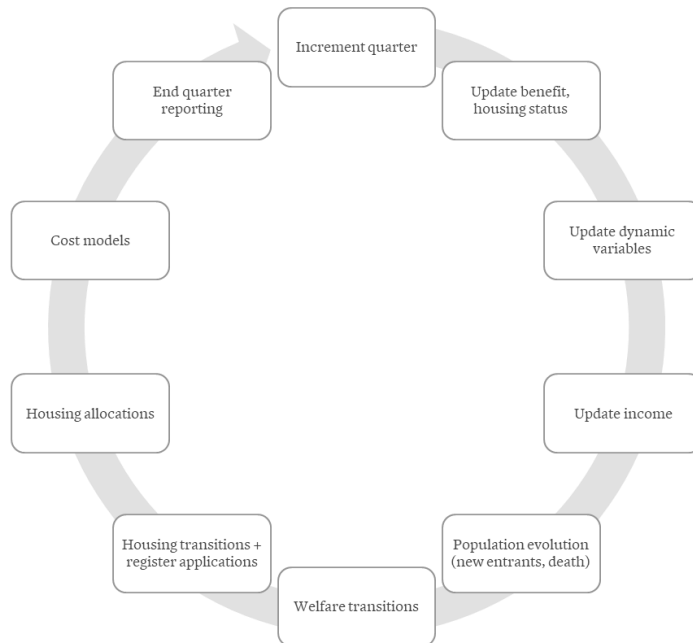 Increment quarter
Update benefit,
housing status
Update dynamic
variables
Update income
Population evolution
(new entrants, death)
Welfare transitions
Housing transitions +
register applications
Housing allocations
Cost models
End quarter
reporting